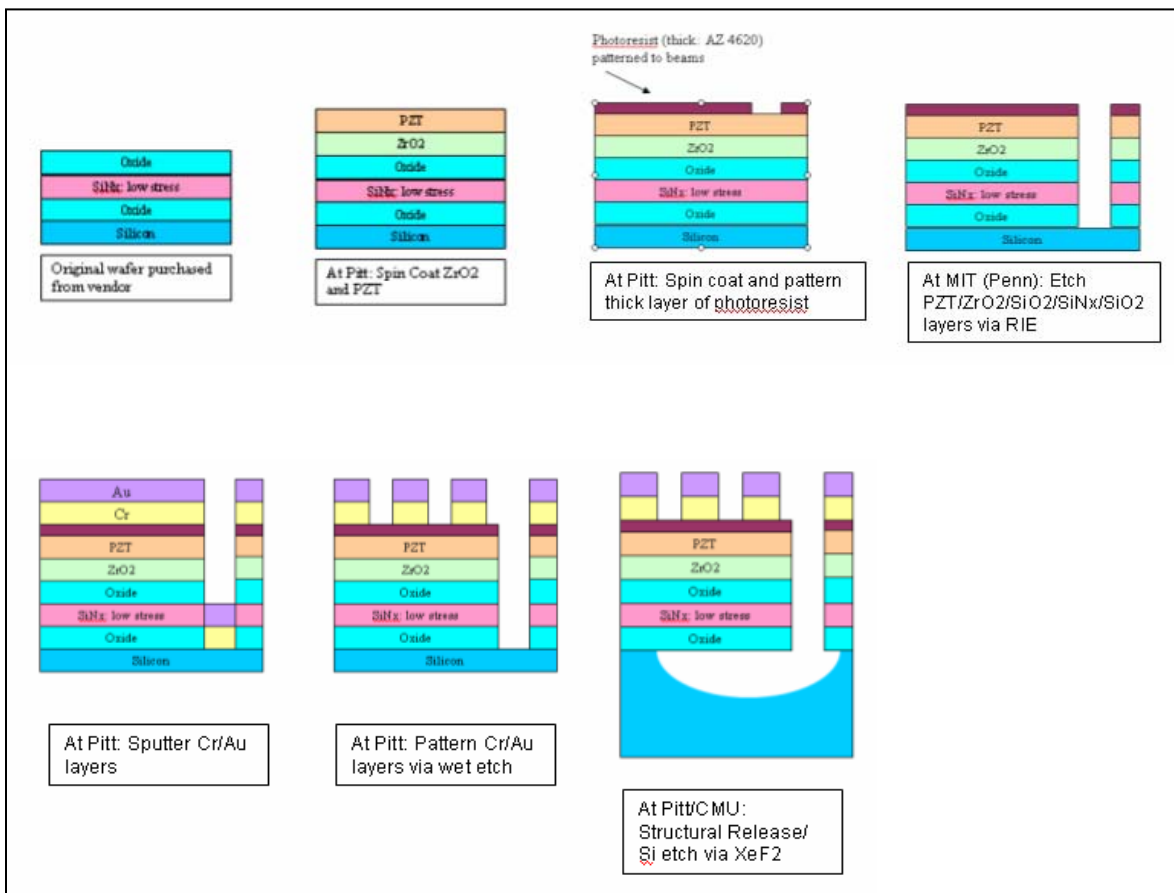 Oxide
SiNx: low stress
Oxide
Silicon
Original wafer purchased
from vendor
PZT
ZrO2
Oxide
SiNx: low stress
Oxide
Silicon
At Pitt: Spin Coat ZrO2
and PZT
Photoresist (thick: AZ 4620)
patterned to beams
PZT
ZrO2
Oxide
SiNx: low stress
Oxide
Silicon
At Pitt: Spin coat and pattern
thick layer of photoresist
PZT
ZrO2
Oxide
SiNx: low stress
Oxide
Silicon
At MIT (Penn): Etch
PZT/ZrO2/SiO2/SiNx/SiO2
layers via RIE
Au
Cr
PZT
ZrO2
Oxide
SiNx: low stress
Oxide
Silicon
At Pitt: Sputter Cr/Au
layers
PZT
ZrO2
Oxide
SiNx: low stress
Oxide
Silicon
At Pitt: Pattern Cr/Au
layers via wet etch
PZT
ZrO2
Oxide
SiNx: low stress
Oxide
At Pitt/CMU:
Structural Release/
Si etch via XeF2